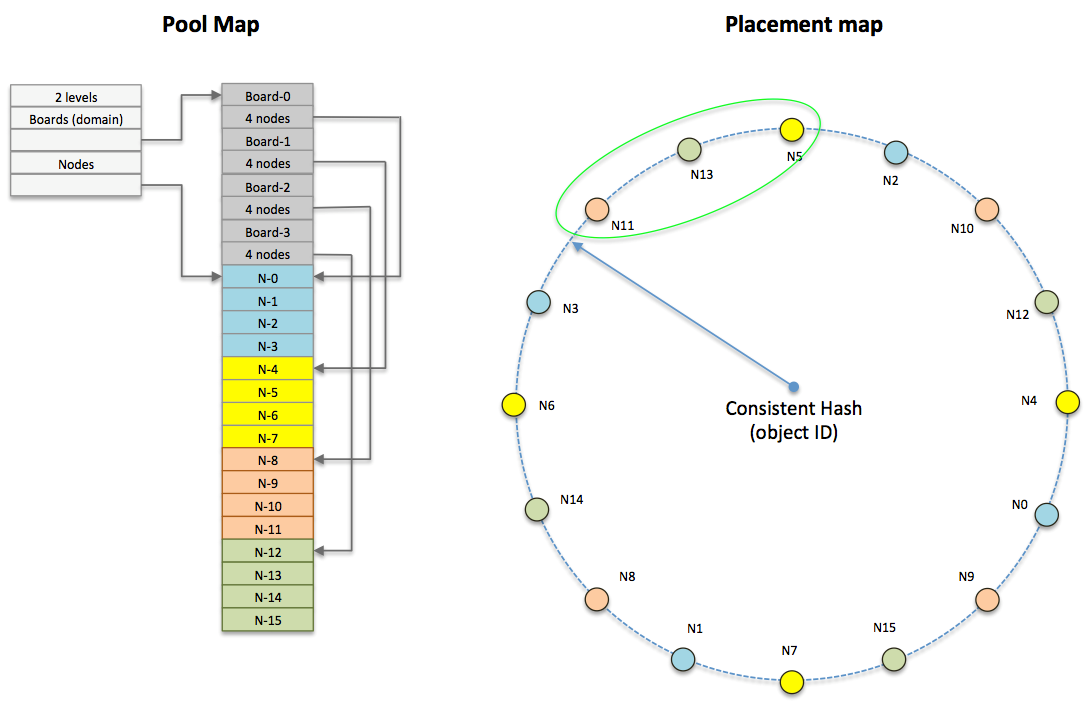 Pool Map
2 levels
Boards (domain)
Nodes
Board-0
4 nodes
Board-1
4 nodes
Board-2
4 nodes
Board-3
4 nodes
N-0
N-1
N-2
N-3
N-4
N-5
N-6
N-7
N-8
N-9
N-10
N-11
N-12
N-13
N-14
N-15
Placement map
N5
N13
N2
N11
N10
N3
N12
N6
N4
Consistent Hash
(object ID)
N14
N0
N8
N9
N1
N15
N7